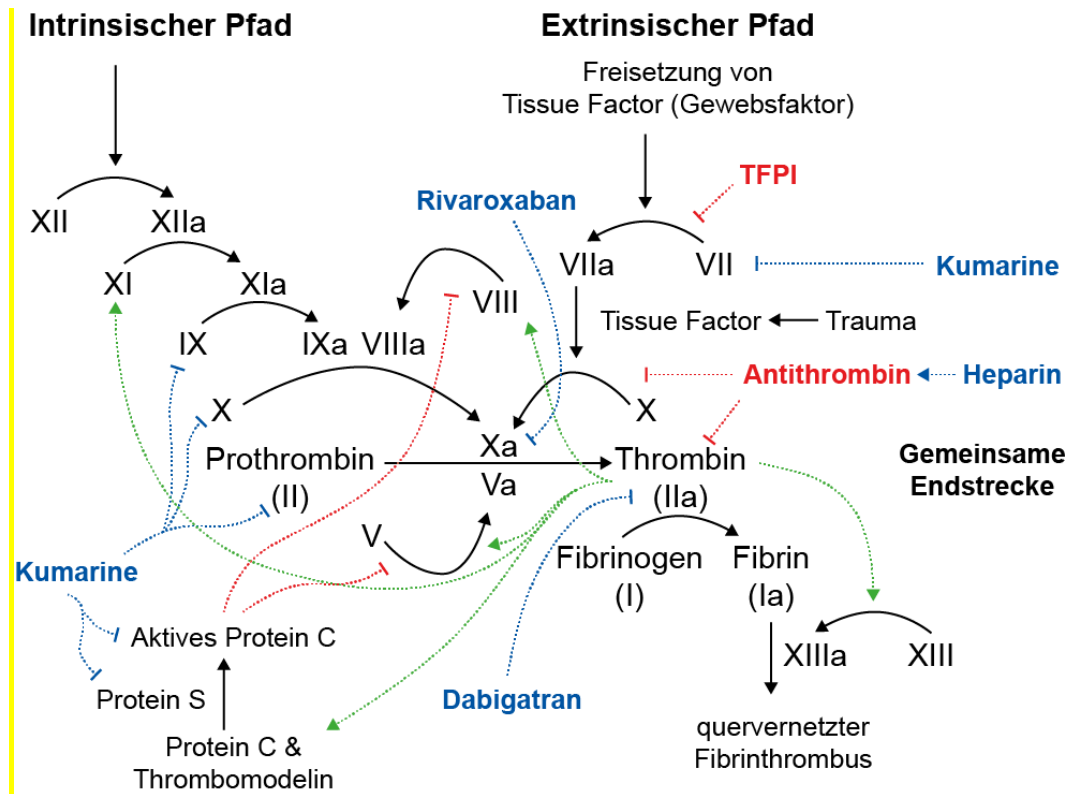 Intrinsischer Pfad
Extrinsischer Pfad
Freisetzung von
Tissue Factor (Gewebsfaktor)
TFPI
Rivaroxaban
XII
XIIa
VIIa
VII
Kumarine
XI
XIa
VIII
Tissue Factor
Trauma
IX
IXa
VIIIa
Antithrombin
Heparin
X
X
Xa
Prothrombin
(II)
Va
Thrombin
(IIa)
Gemeinsame
Endstrecke
V
Fibrinogen
(I)
Fibrin
(Ia)
Kumarine
Aktives Protein C
XIIIa
XIII
Protein S
Dabigatran
Protein C &
Thrombomodelin
quervernetzter
Fibrinthrombus